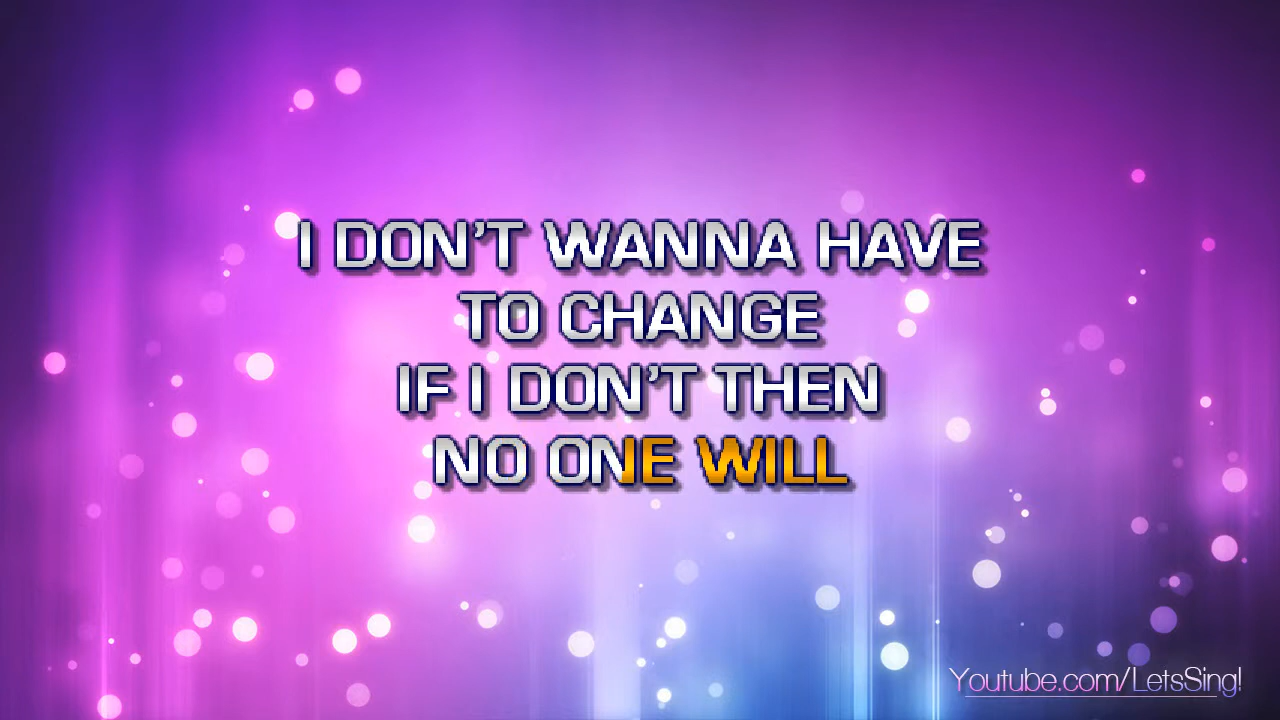 I DON'T WANNA HAVE
TO CHANGE
IF I DON'T THEN
NO ONE WILL
Youtube.com/LetsSing!